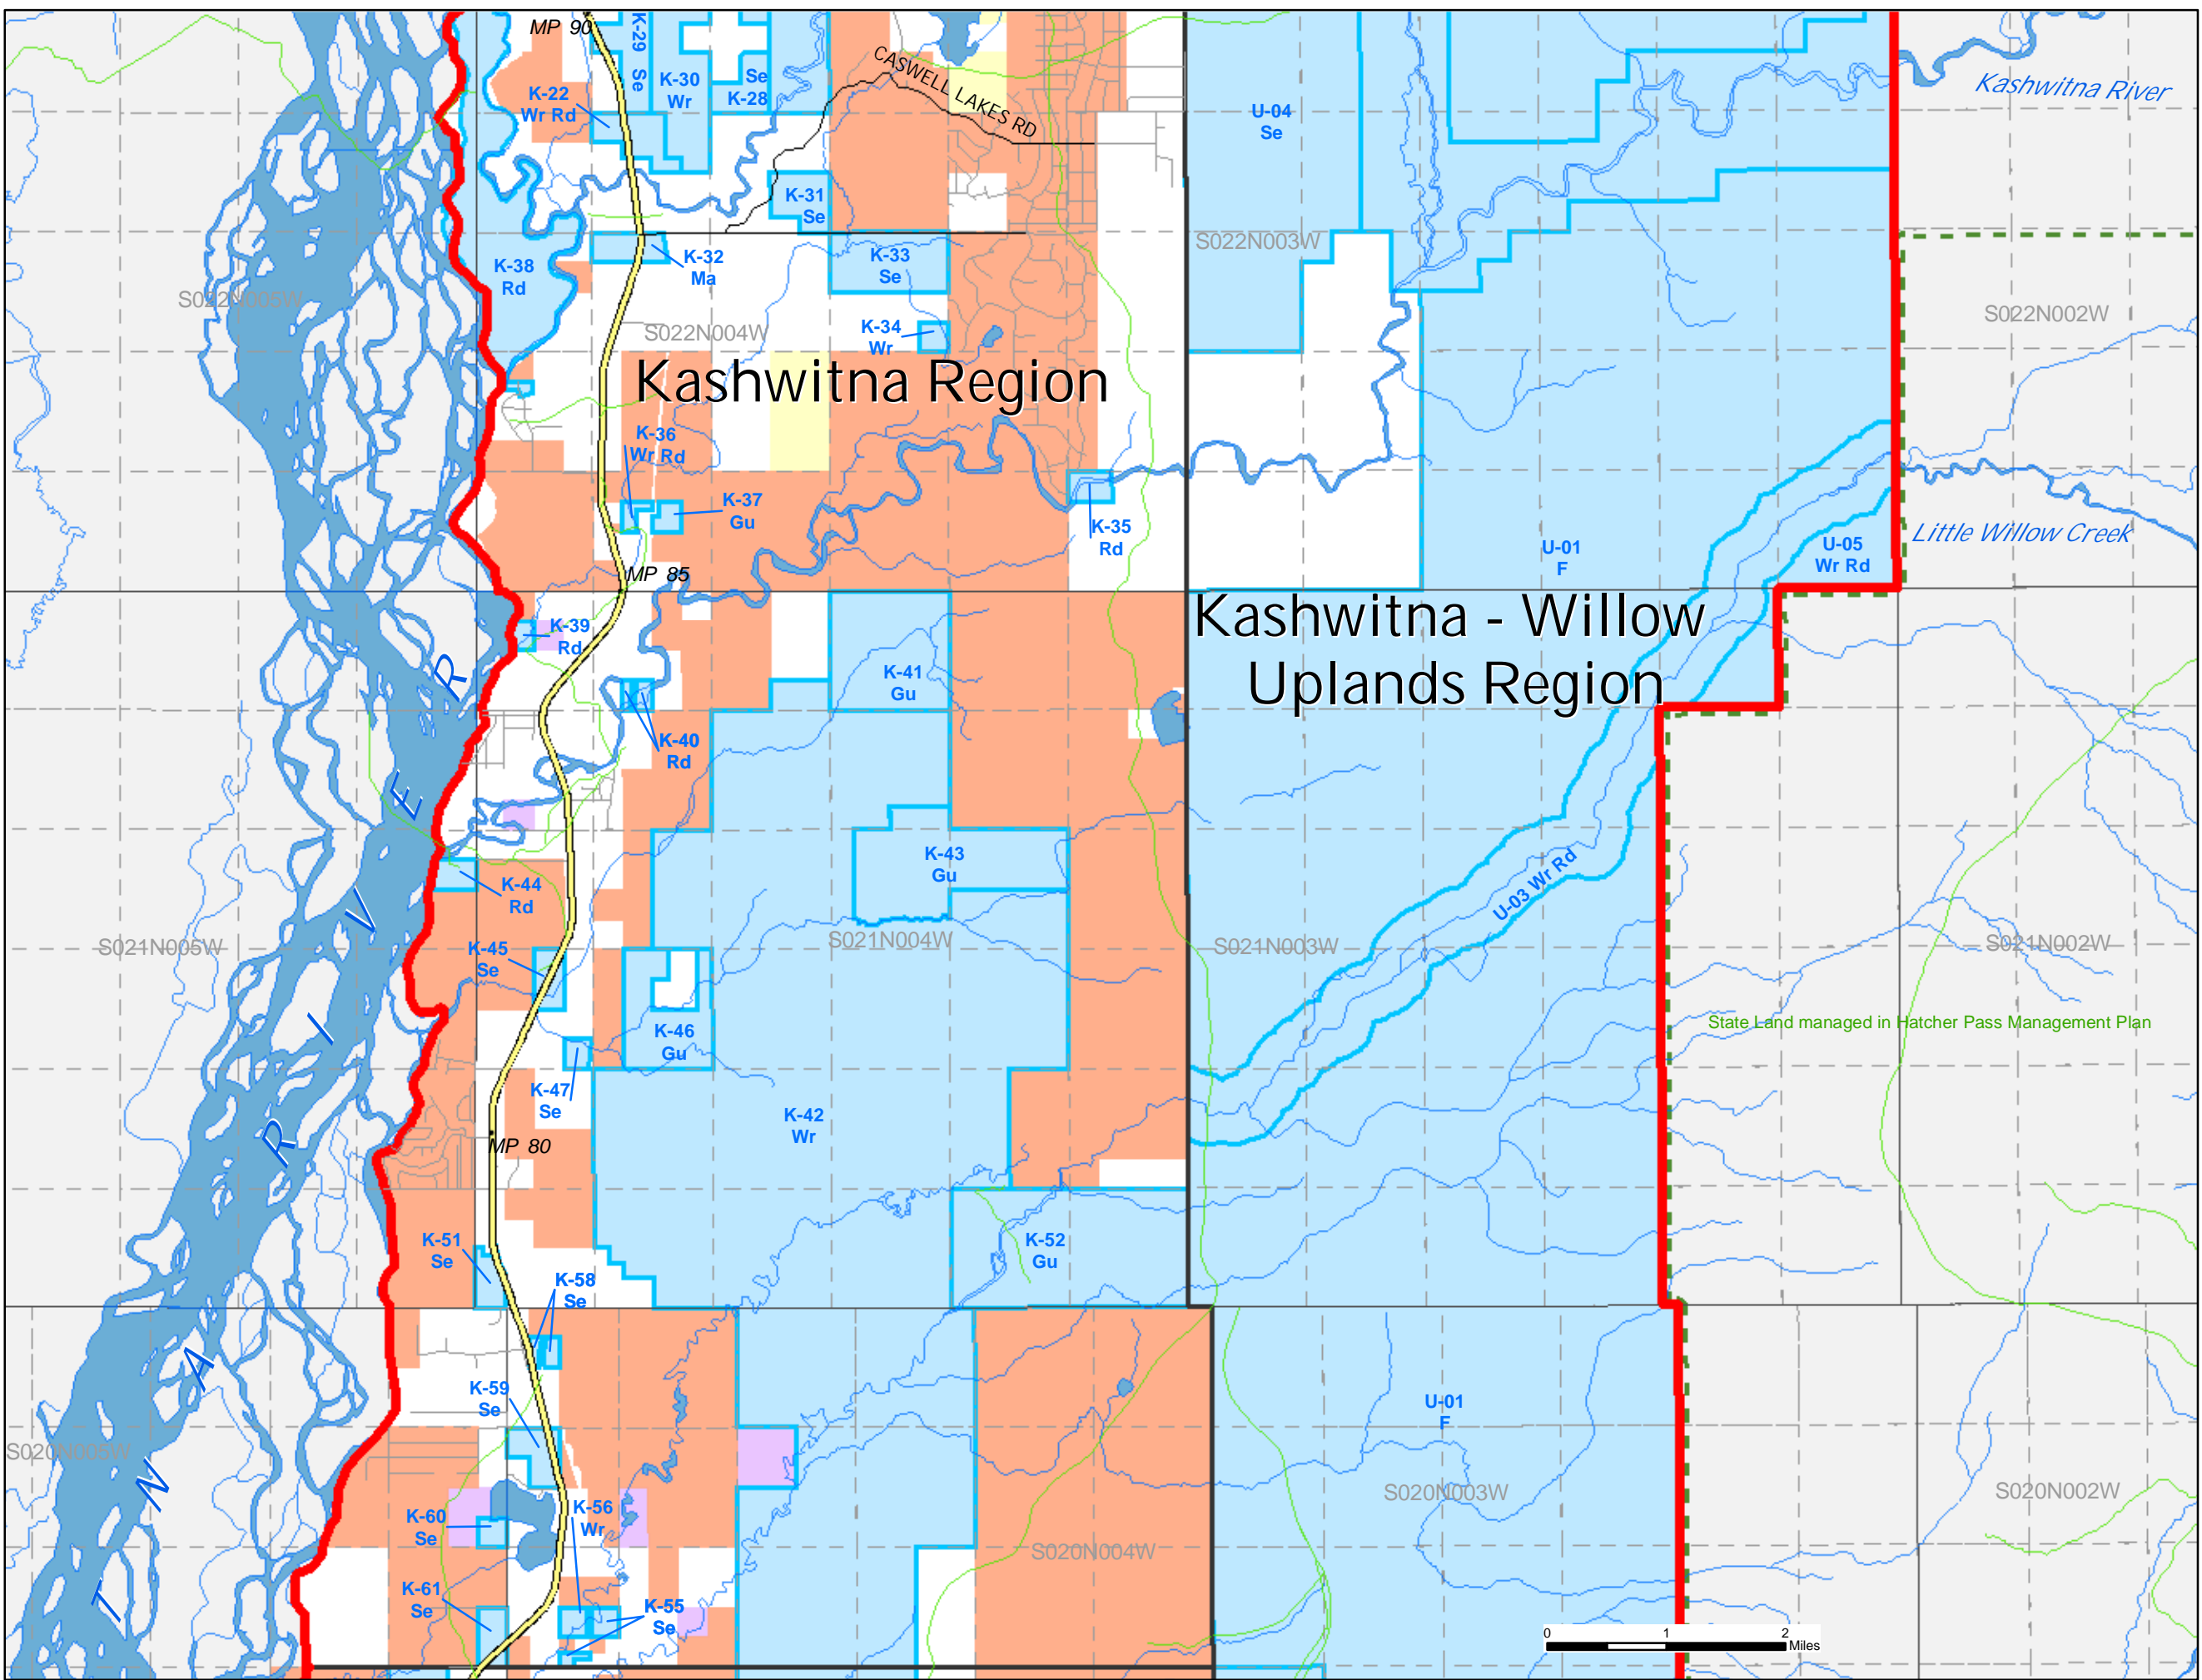 MP 90
K-29
Se
K-30
Wr
Se
K-28
CASWELL LAKES RD
K-22
Wr Rd
U-04
Se
Kashwitna River
K-31
Se
K-38
Rd
K-32
Ma
K-33
Se
S022N003W
S022N005W
S022N004W
S022N002W
K-34
Wr
Kashwitna Region
K-36
Wr Rd
K-37
Gu
K-35
Rd
U-01
F
U-05
Wr Rd
Little Willow Creek
MP 85
K-39
Rd
Kashwitna - Willow
Uplands Region
K-41
Gu
K-40
Rd
K-43
Gu
U-03 Wr Rd
K-44
Rd
K-45
Se
S021N005W
S021N004W
S021N003W
S021N002W
K-46
Gu
State Land managed in Hatcher Pass Management Plan
K-47
Se
K-42
Wr
MP 80
K-51
Se
K-52
Gu
K-58
Se
K-59
Se
U-01
F
S020N005W
S020N003W
S020N002W
K-60
Se
K-56
Wr
S020N004W
K-61
Se
K-55
Se
T N A
R I V E R
0 1 2
Miles